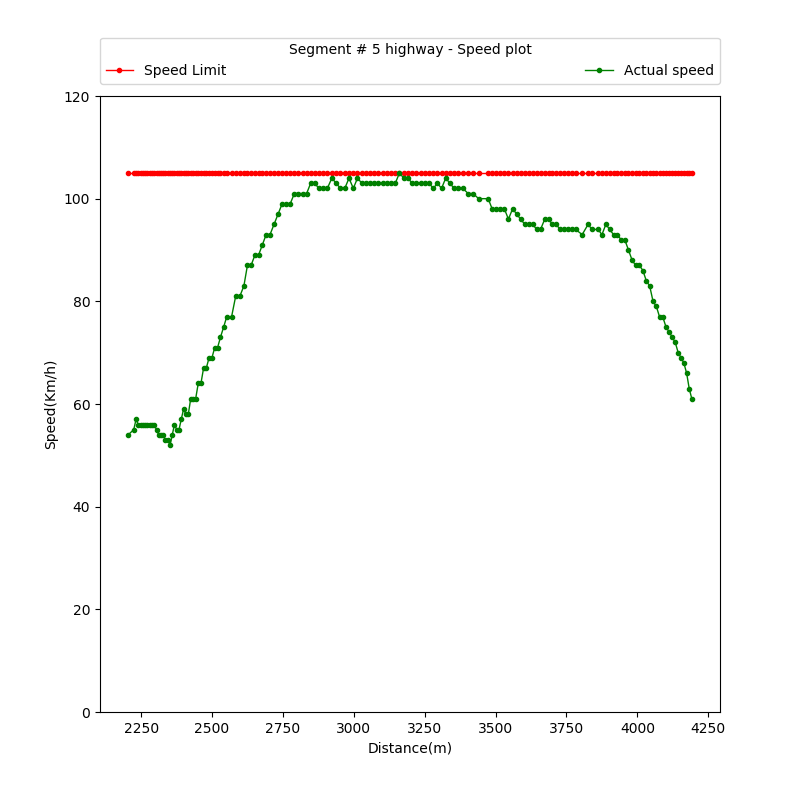 Segment # 5 highway - Speed plot
Speed Limit
Actual speed
120
100
80
60
40
20
0
Speed(Km/h)
2250 2500 2750 3000 3250 3500 3750 4000 4250
Distance(m)